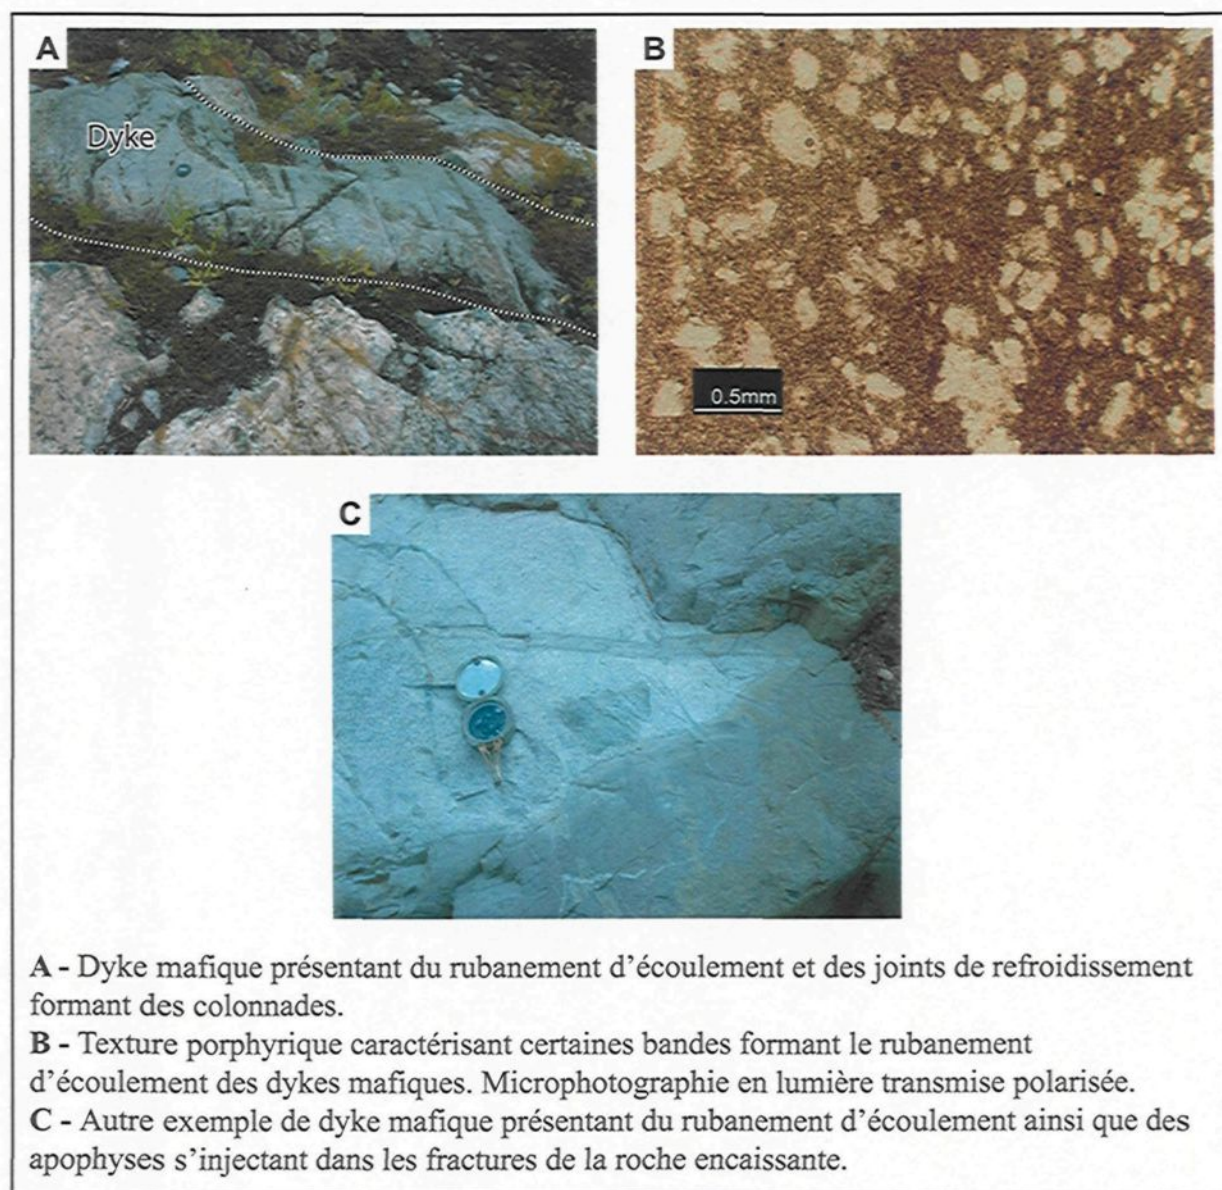 A
Dyke
B
0.5mm
C
A - Dyke mafique présentant du rubanement d'écoulement et des joints de refroidissement
formant des colonnades.
B - Texture porphyrique caractérisant certaines bandes formant le rubanement
d'écoulement des dykes mafiques. Microphotographie en lumière transmise polarisée.
C - Autre exemple de dyke mafique présentant du rubanement d'écoulement ainsi que des
apophyses s'injectant dans les fractures de la roche encaissante.